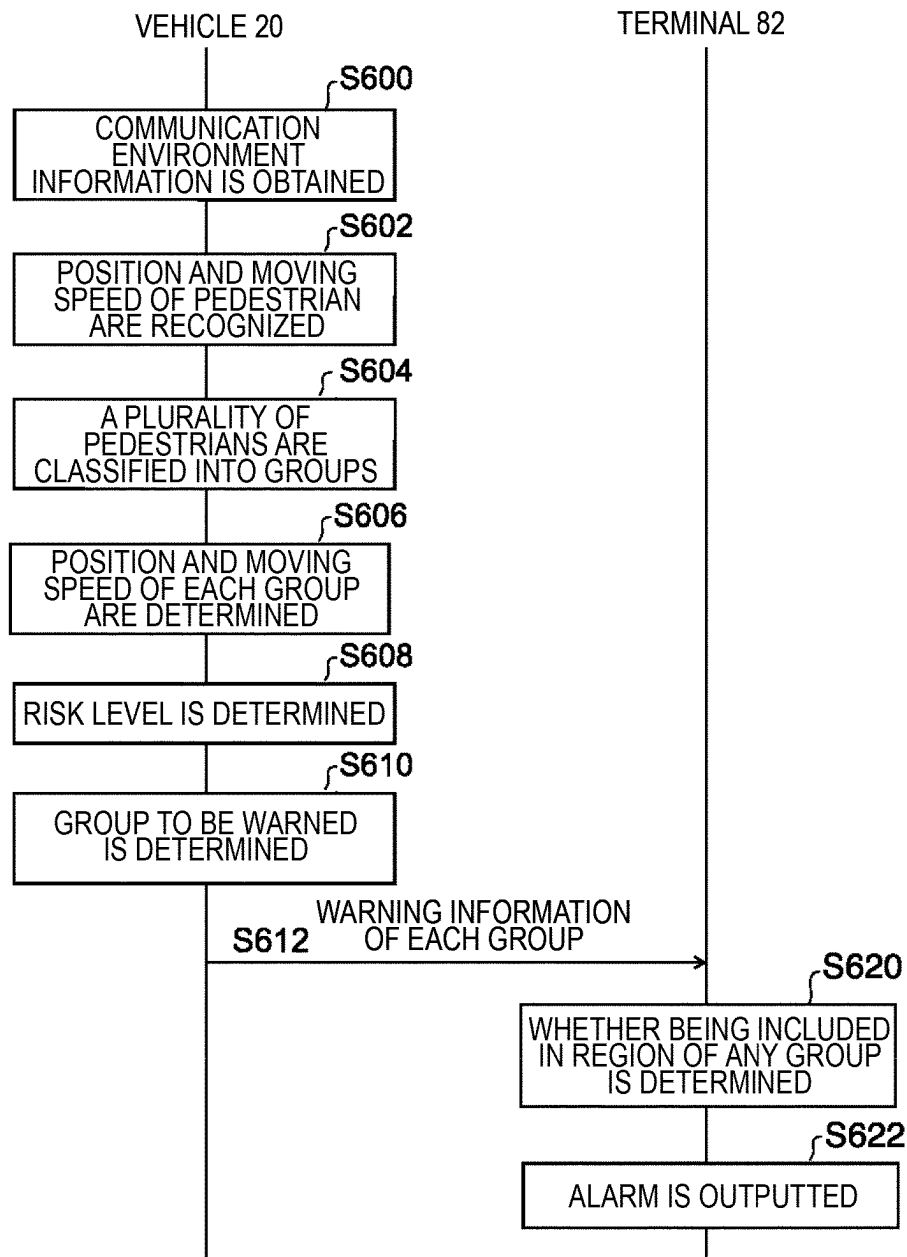 VEHICLE 20
TERMINAL 82
S600
COMMUNICATION
ENVIRONMENT
INFORMATION IS OBTAINED
S602
POSITION AND MOVING
SPEED OF PEDESTRIAN
ARE RECOGNIZED
S604
A PLURALITY OF
PEDESTRIANS ARE
CLASSIFIED INTO GROUPS
S606
POSITION AND MOVING
SPEED OF EACH GROUP
ARE DETERMINED
S608
RISK LEVEL IS DETERMINED
S610
GROUP TO BE WARNED
IS DETERMINED
WARNING INFORMATION
OF EACH GROUP
S612
S620
WHETHER BEING INCLUDED
IN REGION OF ANY GROUP
IS DETERMINED
S622
ALARM IS OUTPUTTED